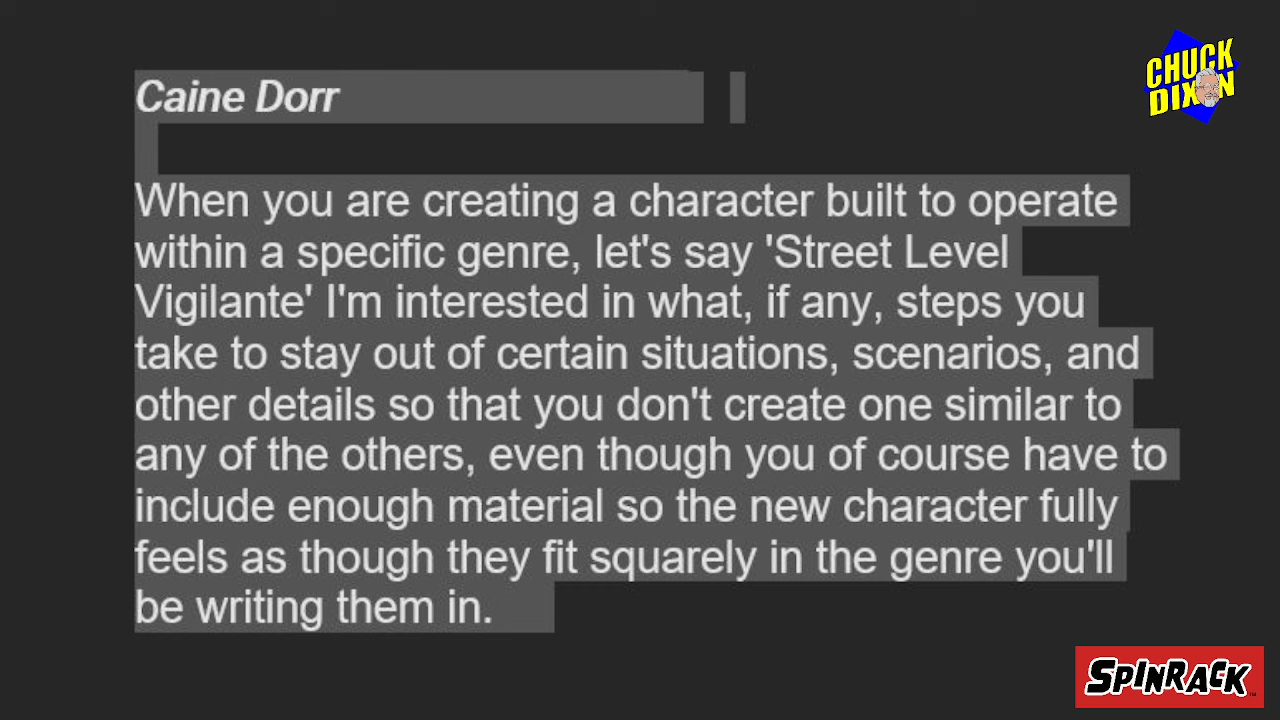 CHUCK
DIXON
Caine Dorr
When you are creating a character built to operate
within a specific genre, let's say 'Street Level
Vigilante' I'm interested in what, if any, steps you
take to stay out of certain situations, scenarios, and
other details so that you don't create one similar to
any of the others, even though you of course have to
include enough material so the new character fully
feels as though they fit squarely in the genre you'll
be writing them in.
SPINRACK™